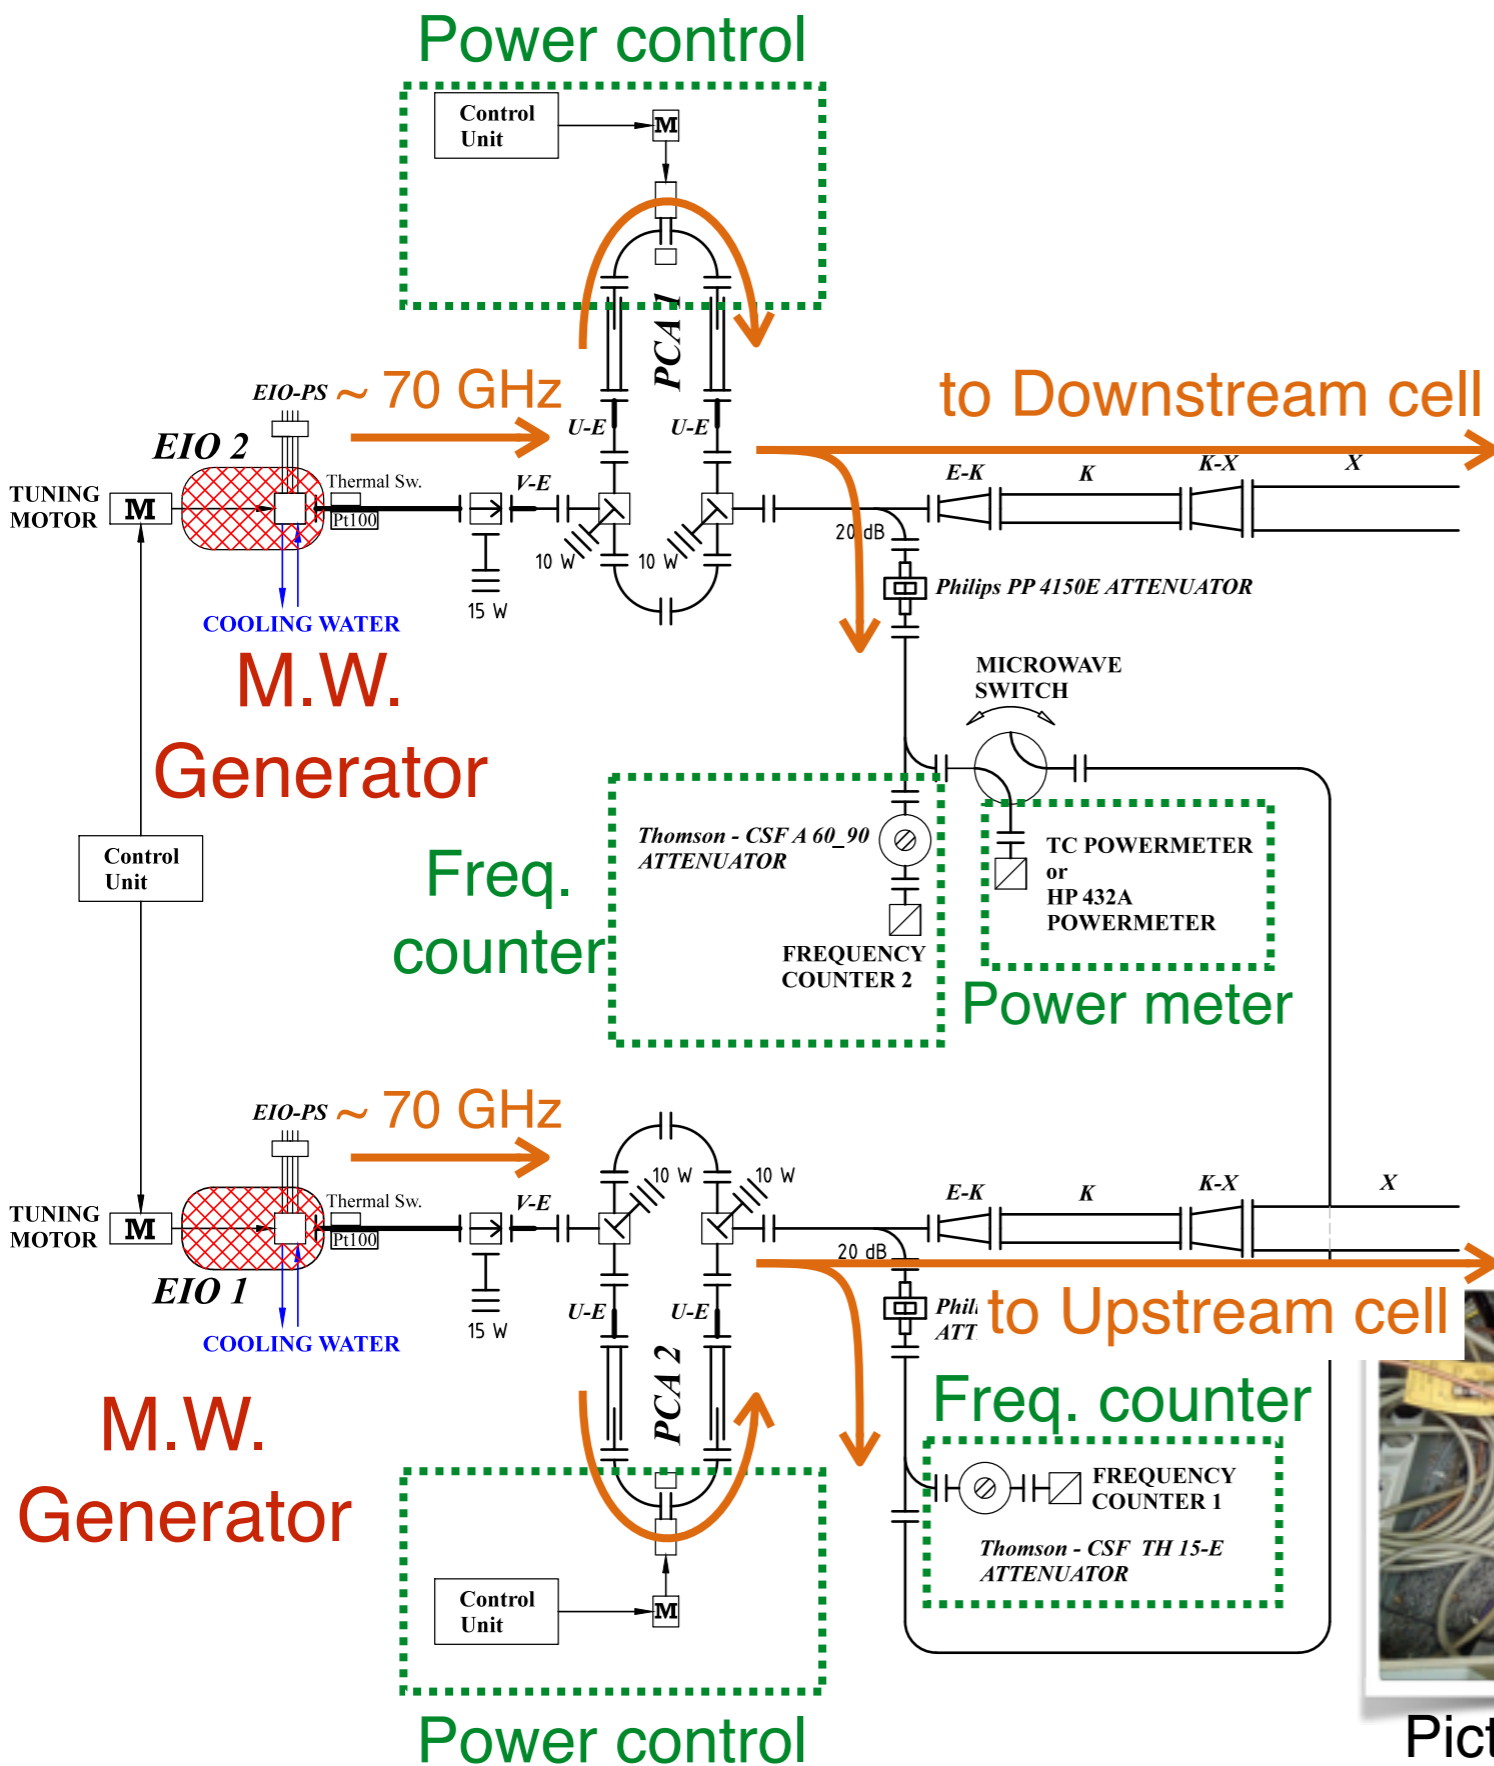 Power control
Control
Unit
M
PCA 1
EIO-PS
~ 70 GHz
to Downstream cell
EIO 2
U-E
U-E
E-K
K
K-X
X
TUNING
MOTOR
M
Thermal Sw.
Pt100
V-E
10 W
10 W
15 W
20 dB
COOLING WATER
Philips PP 4150E ATTENUATOR
M.W.
Generator
MICROWAVE
SWITCH
Control
Unit
Freq.
counter
Thomson - CSF A 60_90
ATTENUATOR
FREQUENCY
COUNTER 2
TC POWERMETER
or
HP 432A
POWERMETER
Power meter
EIO-PS
~ 70 GHz
10 W
10 W
TUNING
MOTOR
M
Thermal Sw.
Pt100
V-E
E-K
K
K-X
X
EIO 1
15 W
20 dB
COOLING WATER
U-E
U-E
PCA 2
Phil
ATT.
to Upstream cell
M.W.
Generator
Freq. counter
FREQUENCY
COUNTER 1
Thomson - CSF TH 15-E
ATTENUATOR
Control
Unit
M
Power control
Pict